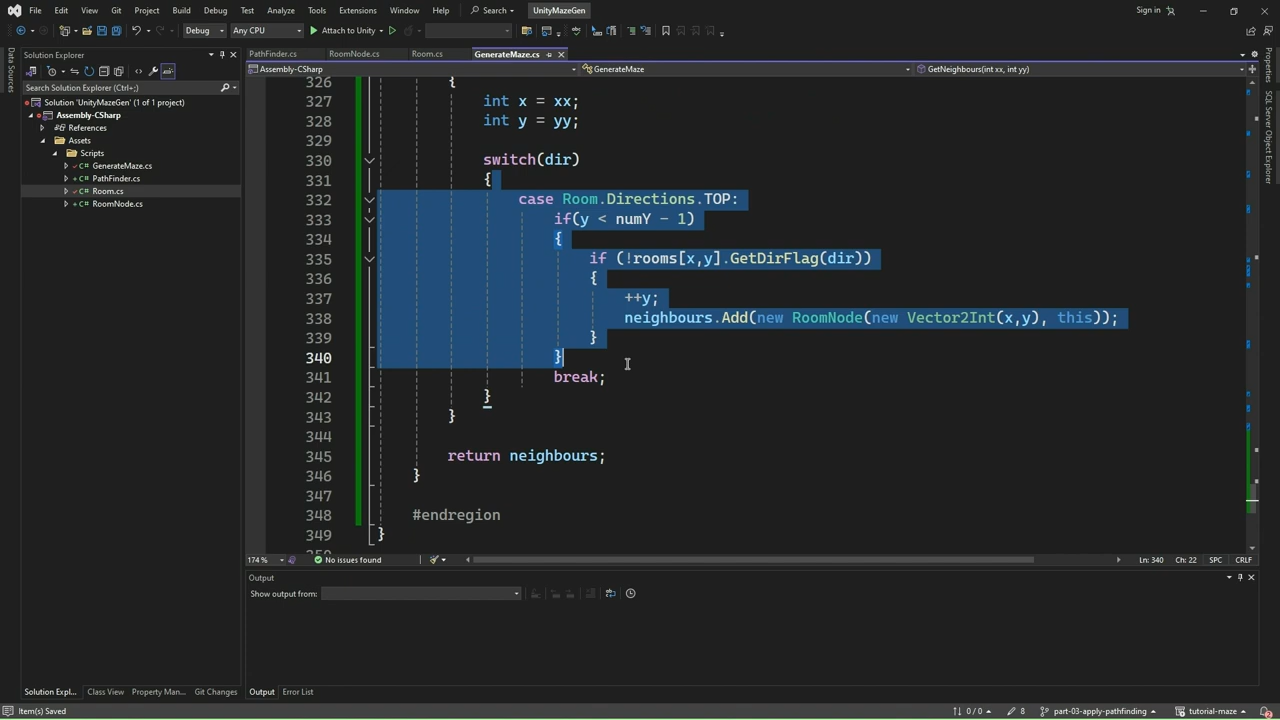 File Edit View Git Project Build Debug Test Analyze Tools Extensions Window Help Search UnityMazeGen Sign in
Debug Any CPU Attach to Unity
Data Sources
Solution Explorer
Search Solution Explorer (Ctrl+;)
Solution 'UnityMazeGen' (1 of 1 project)
Assembly-CSharp
References
Assets
Scripts
C# GenerateMaze.cs
C# PathFinder.cs
C# Room.cs
C# RoomNode.cs
PathFinder.cs RoomNode.cs Room.cs GenerateMaze.cs
Assembly-CSharp GenerateMaze GetNeighbours(int xx, int yy)
326 {
327 int x = xx;
328 int y = yy;
329
330 switch(dir)
331 {
332 case Room.Directions.TOP:
333 if(y < numY - 1)
334 {
335 if (!rooms[x,y].GetDirFlag(dir))
336 {
337 ++y;
338 neighbours.Add(new RoomNode(new Vector2Int(x,y), this));
339 }
340 }
341 break;
342 }
343 }
344
345 return neighbours;
346 }
347
348 #endregion
349 }
174 % No issues found Ln: 340 Ch: 22 SPC CRLF
Output
Show output from:
Solution Expl... Class View Property Man... Git Changes Output Error List
Item(s) Saved 0 / 0 8 part-03-apply-pathfinding tutorial-maze 2
Properties
SQL Server Object Explorer